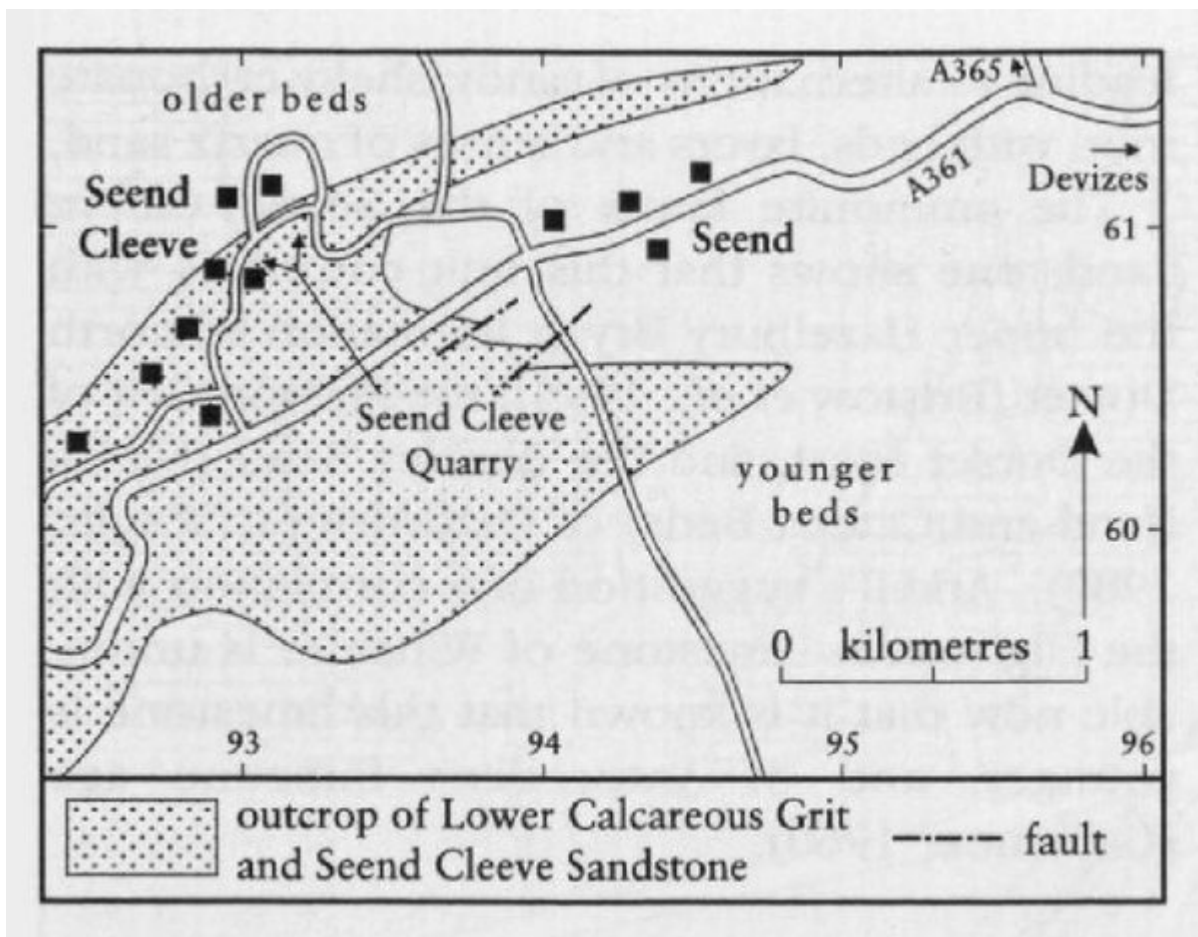 older beds
A365
A361
Devizes
Seend
Cleeve
Seend
61
Seend Cleeve
Quarry
N
younger
beds
60
0 kilometres 1
93
94
95
96
outcrop of Lower Calcareous Grit
and Seend Cleeve Sandstone
fault